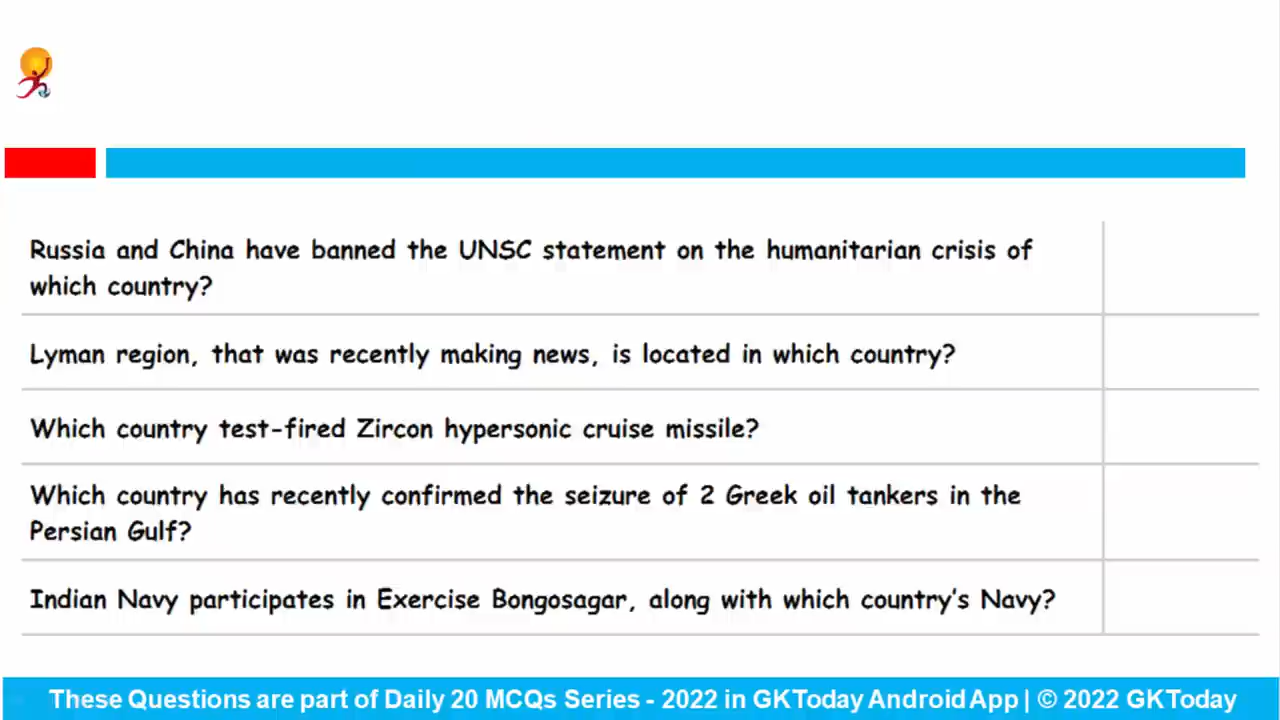 Russia and China have banned the UNSC statement on the humanitarian crisis of
which country?
Lyman region, that was recently making news, is located in which country?
Which country test-fired Zircon hypersonic cruise missile?
Which country has recently confirmed the seizure of 2 Greek oil tankers in the
Persian Gulf?
Indian Navy participates in Exercise Bongosagar, along with which country's Navy?
These Questions are part of Daily 20 MCQs Series - 2022 in GKToday Android App | © 2022 GKToday